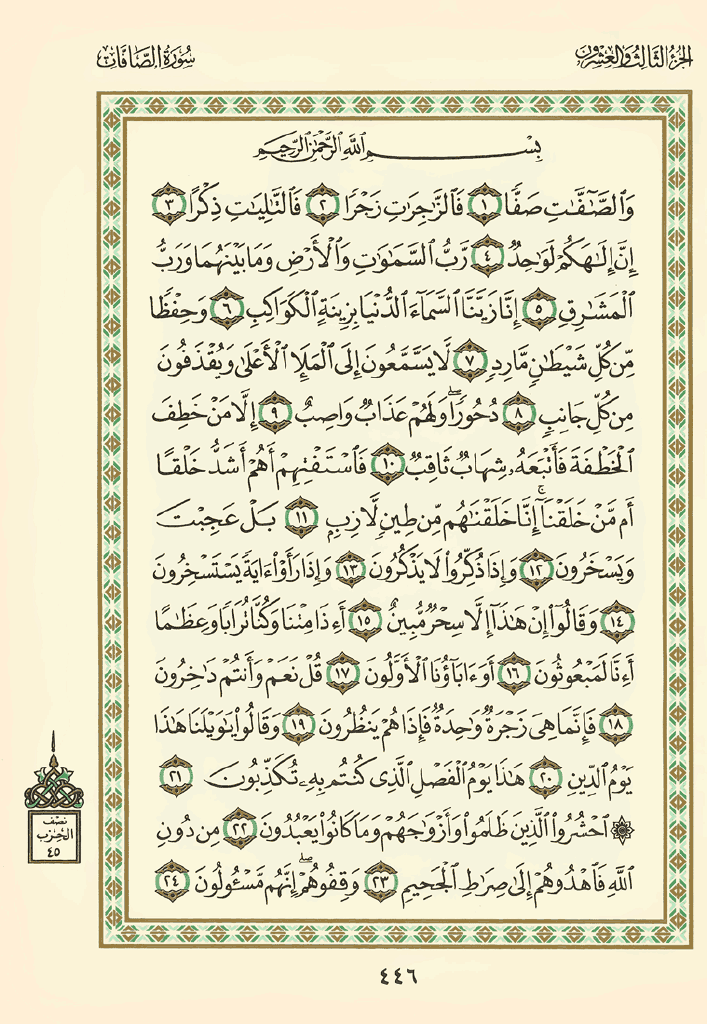 الجزء الثالث والعشرون
سورة الصافات
بِسْمِ اللَّهِ الرَّحْمَٰنِ الرَّحِيمِ
وَالصَّٰٓفَّٰتِ صَفًّا ١ فَالزَّٰجِرَٰتِ زَجْرًا ٢ فَالتَّٰلِيَٰتِ ذِكْرًا ٣
إِنَّ إِلَٰهَكُمْ لَوَٰحِدٌ ٤ رَّبُّ السَّمَٰوَٰتِ وَالْأَرْضِ وَمَا بَيْنَهُمَا وَرَبُّ
الْمَشَٰرِقِ ٥ إِنَّا زَيَّنَّا السَّمَآءَ الدُّنْيَا بِزِينَةٍ الْكَوَاكِبِ ٦ وَحِفْظًا
مِّن كُلِّ شَيْطَٰنٍ مَّارِدٍ ٧ لَّا يَسَّمَّعُونَ إِلَى الْمَلَإِ الْأَعْلَىٰ وَيُقْذَفُونَ
مِن كُلِّ جَانِبٍ ٨ دُحُورًاۖ وَلَهُمْ عَذَابٌ وَاصِبٌ ٩ إِلَّا مَنْ خَطِفَ
الْخَطْفَةَ فَأَتْبَعَهُۥ شِهَابٌ ثَاقِبٌ ١٠ فَاسْتَفْتِهِمْ أَهُمْ أَشَدُّ خَلْقًا
أَم مَّنْ خَلَقْنَآۚ إِنَّا خَلَقْنَٰهُم مِّن طِينٍ لَّازِبٍۭ ١١ بَلْ عَجِبْتَ
وَيَسْخَرُونَ ١٢ وَإِذَا ذُكِّرُوا۟ لَا يَذْكُرُونَ ١٣ وَإِذَا رَأَوْا۟ ءَايَةً يَسْتَسْخِرُونَ
١٤ وَقَالُوٓا۟ إِنْ هَٰذَآ إِلَّا سِحْرٌ مُّبِينٌ ١٥ أَءِذَا مِتْنَا وَكُنَّا تُرَابًا وَعِظَٰمًا
أَءِنَّا لَمَبْعُوثُونَ ١٦ أَوَءَابَآؤُنَا الْأَوَّلُونَ ١٧ قُلْ نَعَمْ وَأَنتُمْ دَٰخِرُونَ
١٨ فَإِنَّمَا هِىَ زَجْرَةٌ وَٰحِدَةٌ فَإِذَا هُمْ يَنظُرُونَ ١٩ وَقَالُوا۟ يَٰوَيْلَنَا هَٰذَا
يَوْمُ الدِّينِ ٢٠ هَٰذَا يَوْمُ الْفَصْلِ الَّذِى كُنتُم بِهِۦ تُكَذِّبُونَ ٢١
۞ احْشُرُوا۟ الَّذِينَ ظَلَمُوا۟ وَأَزْوَٰجَهُمْ وَمَا كَانُوا۟ يَعْبُدُونَ ٢٢ مِن دُونِ
اللَّهِ فَاهْدُوهُمْ إِلَىٰ صِرَٰطِ الْجَحِيمِ ٢٣ وَقِفُوهُمْۖ إِنَّهُم مَّسْـُٔولُونَ ٢٤
نصف
الحزب
٤٥
٤٤٦